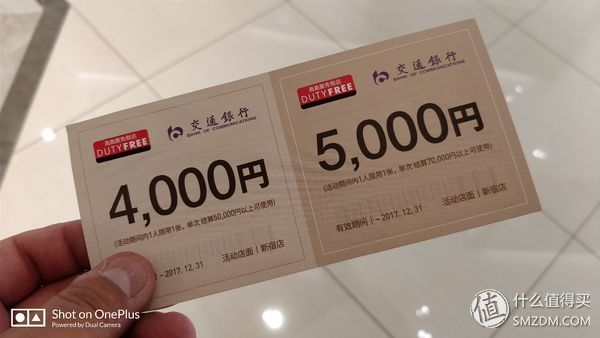 高島屋免税店
DUTYFREE
交通銀行
BANK OF COMMUNICATIONS
4,000円
(活动期间内1人限用1张，单次 结算50,000円以上可使用)
~2017.12.31
活动店面 | 新宿店
高島屋免税店
DUTYFREE
交通銀行
BANK OF COMMUNICATIONS
5,000円
(活动期间内1人限用1张，单次 结算70,000円以上可使用)
有效期间 | ~2017.12.31
活动店面 | 新宿店
Shot on OnePlus
Powered by Dual Camera
值 什么值得买
SMZDM.COM